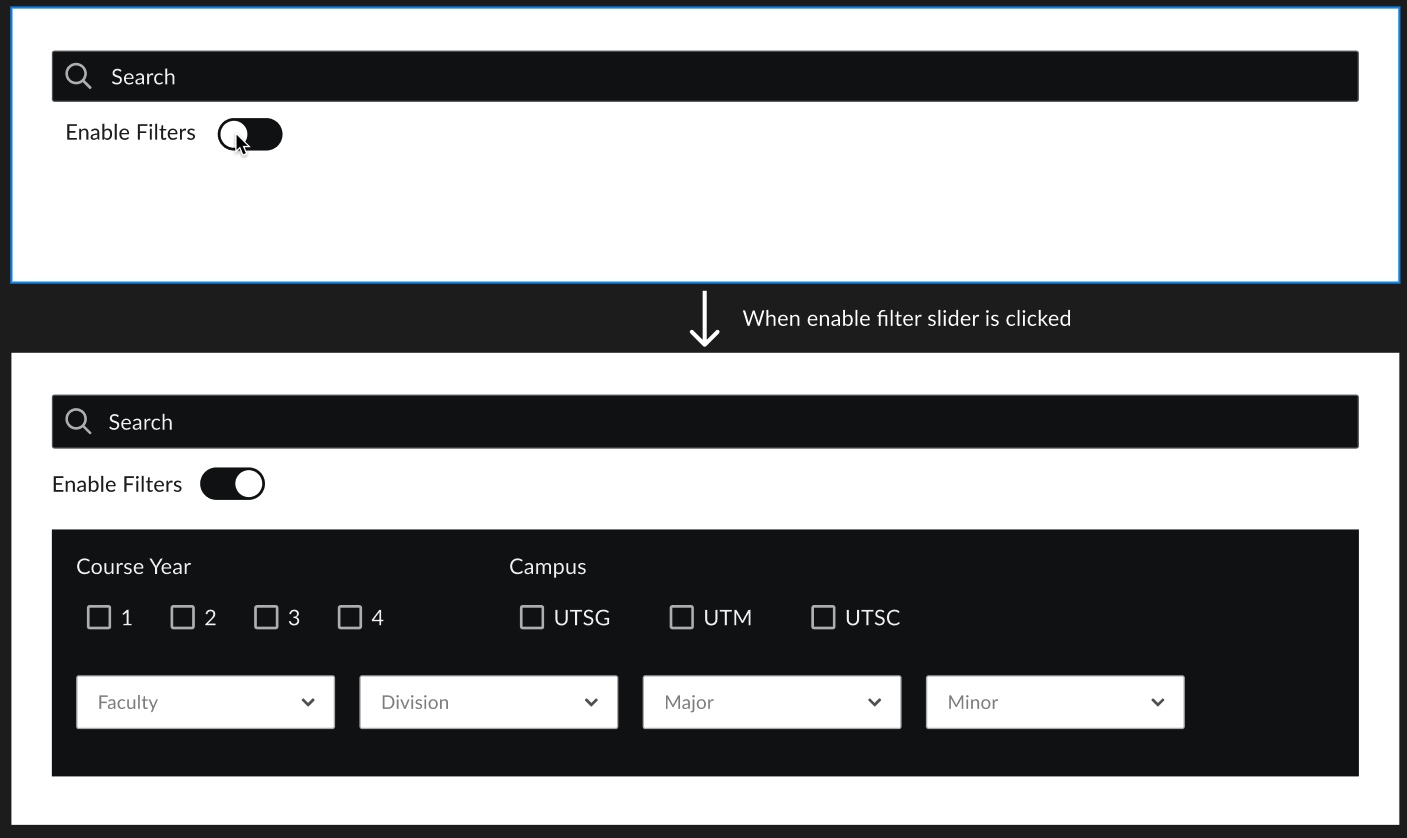 Search
Enable Filters
When enable filter slider is clicked
Search
Enable Filters
Course Year Campus
1 2 3 4 UTSG UTM UTSC
Faculty Division Major Minor